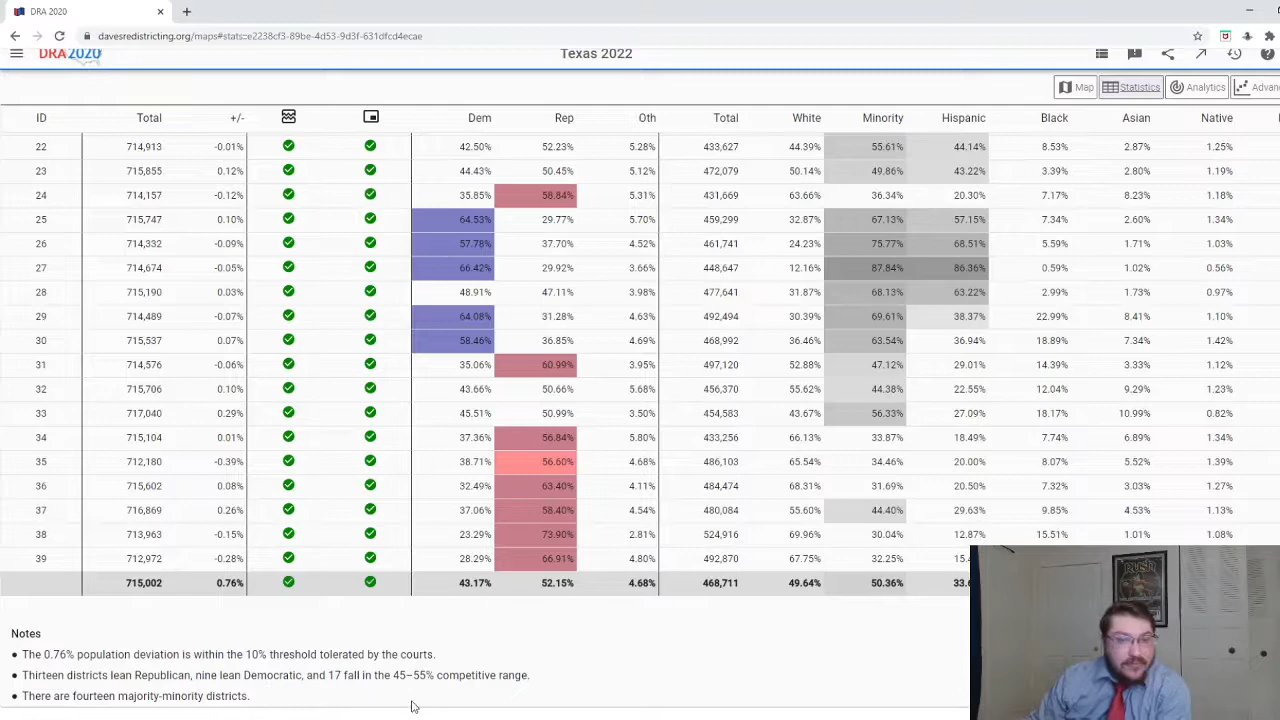 DRA 2020
davesredistricting.org/maps#stats=e2238cf3-89be-4d53-9d3f-631dfcd4ecae
DRA2020 Texas 2022
Map Statistics Analytics
ID Total +/- Dem Rep Oth Total White Minority Hispanic Black Asian Native
22 714,913 -0.01% 42.50% 52.23% 5.28% 433,627 44.39% 55.61% 44.14% 8.53% 2.87% 1.25%
23 715,855 0.12% 44.43% 50.45% 5.12% 472,079 50.14% 49.86% 43.22% 3.39% 2.80% 1.19%
24 714,157 -0.12% 35.85% 58.84% 5.31% 431,669 63.66% 36.34% 20.30% 7.17% 8.23% 1.18%
25 715,747 0.10% 64.53% 29.77% 5.70% 459,299 32.87% 67.13% 57.15% 7.34% 2.60% 1.34%
26 714,332 -0.09% 57.78% 37.70% 4.52% 461,741 24.23% 75.77% 68.51% 5.59% 1.71% 1.03%
27 714,674 -0.05% 66.42% 29.92% 3.66% 448,647 12.16% 87.84% 86.36% 0.59% 1.02% 0.56%
28 715,190 0.03% 48.91% 47.11% 3.98% 477,641 31.87% 68.13% 63.22% 2.99% 1.73% 0.97%
29 714,489 -0.07% 64.08% 31.28% 4.63% 492,494 30.39% 69.61% 38.37% 22.99% 8.41% 1.10%
30 715,537 0.07% 58.46% 36.85% 4.69% 468,992 36.46% 63.54% 36.94% 18.89% 7.34% 1.42%
31 714,576 -0.06% 35.06% 60.99% 3.95% 497,120 52.88% 47.12% 29.01% 14.39% 3.33% 1.12%
32 715,706 0.10% 43.66% 50.66% 5.68% 456,370 55.62% 44.38% 22.55% 12.04% 9.29% 1.23%
33 717,040 0.29% 45.51% 50.99% 3.50% 454,583 43.67% 56.33% 27.09% 18.17% 10.99% 0.82%
34 715,104 0.01% 37.36% 56.84% 5.80% 433,256 66.13% 33.87% 18.49% 7.74% 6.89% 1.34%
35 712,180 -0.39% 38.71% 56.60% 4.68% 486,103 65.54% 34.46% 20.00% 8.07% 5.52% 1.39%
36 715,602 0.08% 32.49% 63.40% 4.11% 484,474 68.31% 31.69% 20.50% 7.32% 3.03% 1.27%
37 716,869 0.26% 37.06% 58.40% 4.54% 480,084 55.60% 44.40% 29.63% 9.85% 4.53% 1.13%
38 713,963 -0.15% 23.29% 73.90% 2.81% 524,916 69.96% 30.04% 12.87% 15.51% 1.01% 1.08%
39 712,972 -0.28% 28.29% 66.91% 4.80% 492,870 67.75% 32.25%
715,002 0.76% 43.17% 52.15% 4.68% 468,711 49.64% 50.36%
Notes
• The 0.76% population deviation is within the 10% threshold tolerated by the courts.
• Thirteen districts lean Republican, nine lean Democratic, and 17 fall in the 45–55% competitive range.
• There are fourteen majority-minority districts.